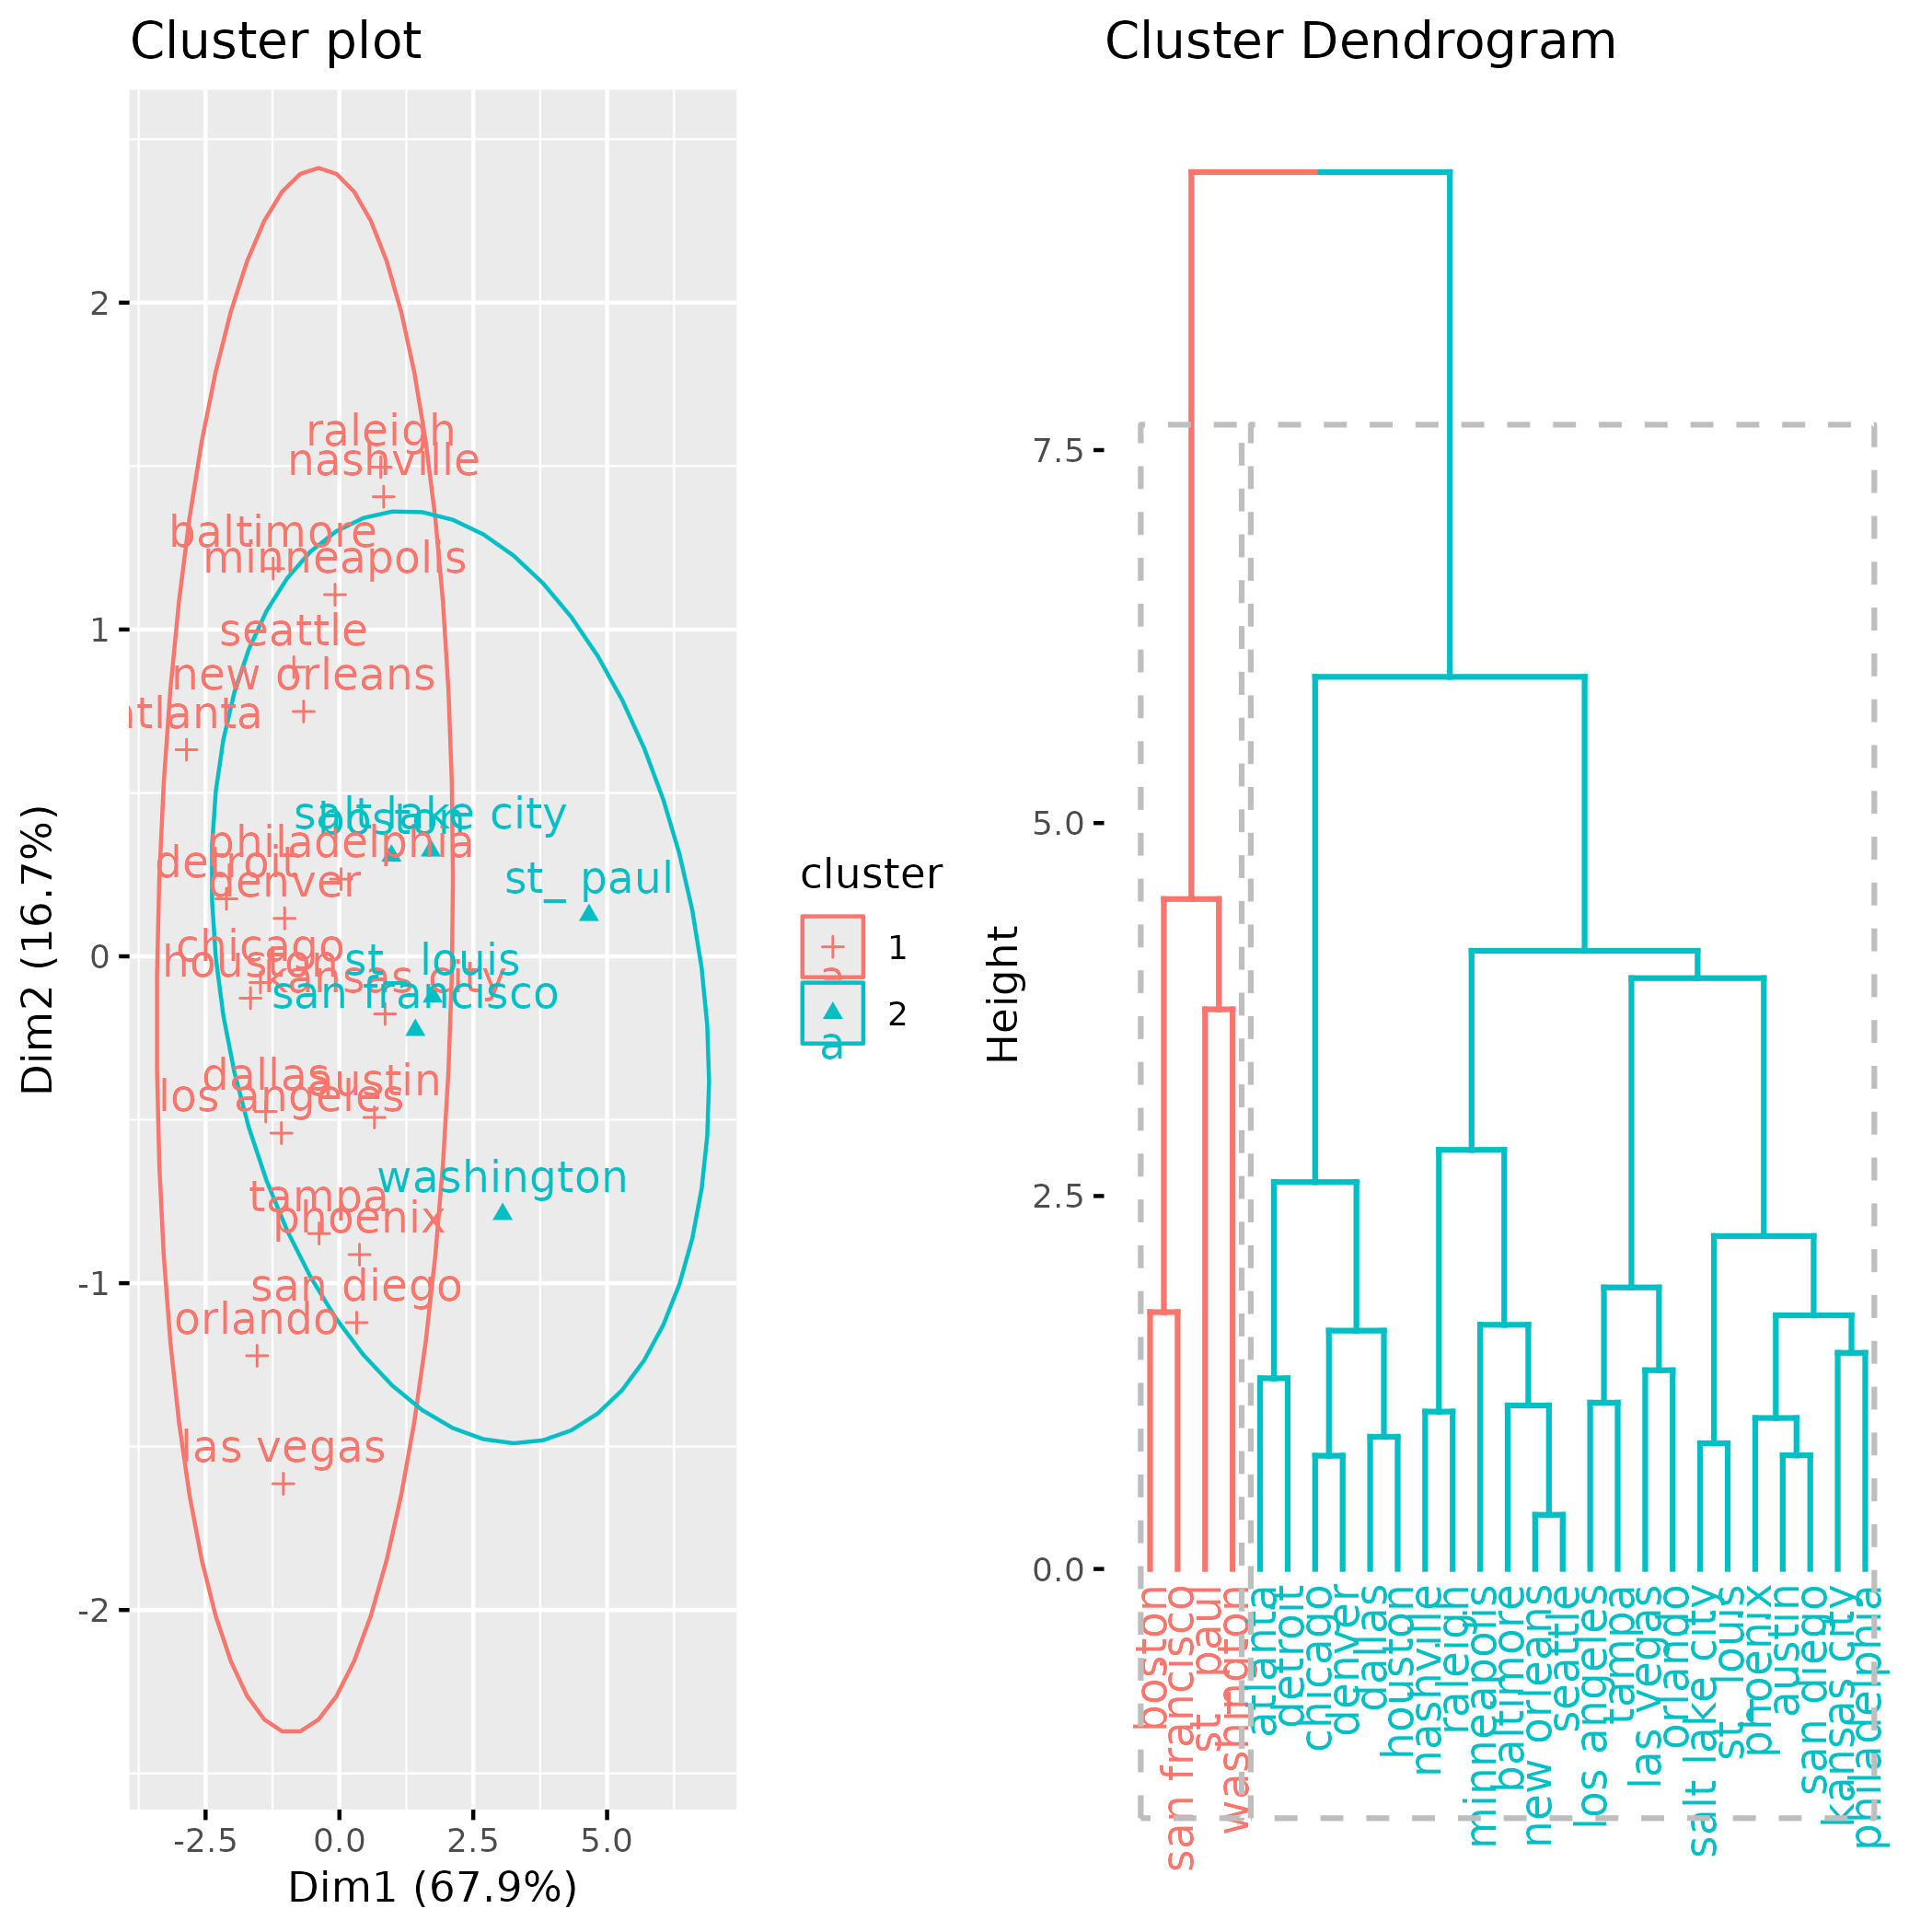 Cluster plot
raleigh
nashville
baltimore
minneapolis
seattle
new orleans
atlanta
salt lake city
boston
philadelphia
detroit
denver
st_ paul
chicago
houston
st_ louis
kansas city
san francisco
dallas
austin
los angeles
washington
tampa
phoenix
san diego
orlando
las vegas
2
1
0
-1
-2
-2.5 0.0 2.5 5.0
Dim1 (67.9%)
Dim2 (16.7%)
cluster
1
a
2
Cluster Dendrogram
7.5
5.0
2.5
0.0
Height
boston
san francisco
st_ paul
washington
atlanta
detroit
chicago
denver
dallas
houston
nashville
raleigh
minneapolis
baltimore
new orleans
seattle
los angeles
tampa
las vegas
orlando
salt lake city
st_ louis
phoenix
austin
san diego
kansas city
philadelphia